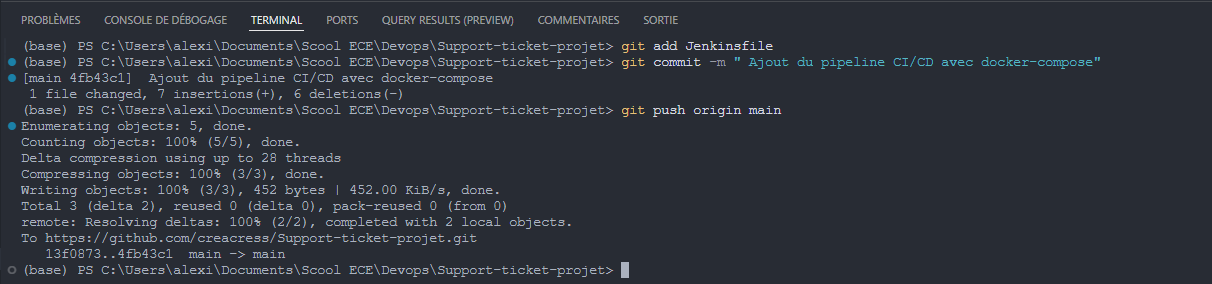 PROBLÈMES CONSOLE DE DÉBOGAGE TERMINAL PORTS QUERY RESULTS (PREVIEW) COMMENTAIRES SORTIE
(base) PS C:\Users\alexi\Documents\Scool ECE\Devops\Support-ticket-projet> git add Jenkinsfile
(base) PS C:\Users\alexi\Documents\Scool ECE\Devops\Support-ticket-projet> git commit -m " Ajout du pipeline CI/CD avec docker-compose"
[main 4fb43c1]  Ajout du pipeline CI/CD avec docker-compose
 1 file changed, 7 insertions(+), 6 deletions(-)
(base) PS C:\Users\alexi\Documents\Scool ECE\Devops\Support-ticket-projet> git push origin main
Enumerating objects: 5, done.
Counting objects: 100% (5/5), done.
Delta compression using up to 28 threads
Compressing objects: 100% (3/3), done.
Writing objects: 100% (3/3), 452 bytes | 452.00 KiB/s, done.
Total 3 (delta 2), reused 0 (delta 0), pack-reused 0 (from 0)
remote: Resolving deltas: 100% (2/2), completed with 2 local objects.
To https://github.com/creacress/Support-ticket-projet.git
   13f0873..4fb43c1  main -> main
(base) PS C:\Users\alexi\Documents\Scool ECE\Devops\Support-ticket-projet>